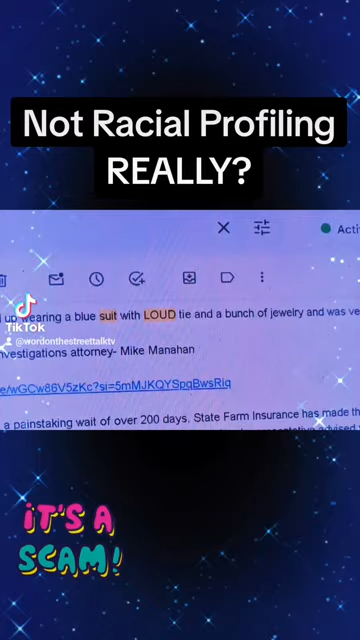 Not Racial Profiling
REALLY?
Acti
up wearing a blue suit with LOUD tie and a bunch of jewelry and was ve
TikTok
@wordonthestreettalktv
nvestigations attorney- Mike Manahan
e/wGCw86V5zKc?si=5mMJKQYSpqBwsRiq
a painstaking wait of over 200 days. State Farm Insurance has made th
IT'S A
SCAM!